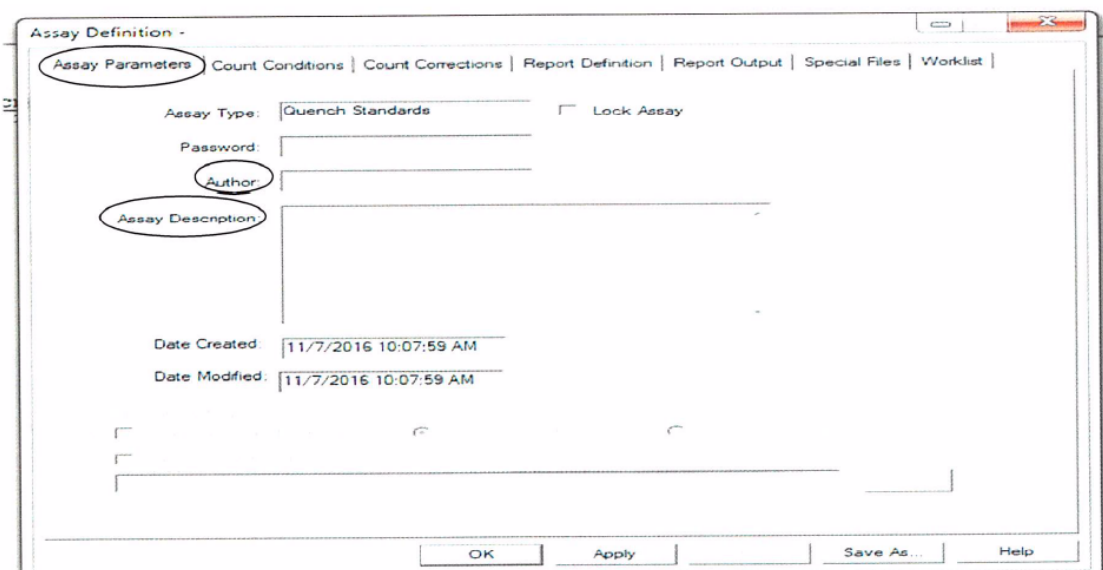 Assay Definition -
Assay Parameters | Count Conditions | Count Corrections | Report Definition | Report Output | Special Files | Worklist |
Assay Type: Quench Standards Lock Assay
Password:
Author:
Assay Description:
Date Created: 11/7/2016 10:07:59 AM
Date Modified: 11/7/2016 10:07:59 AM
OK Apply Save As... Help